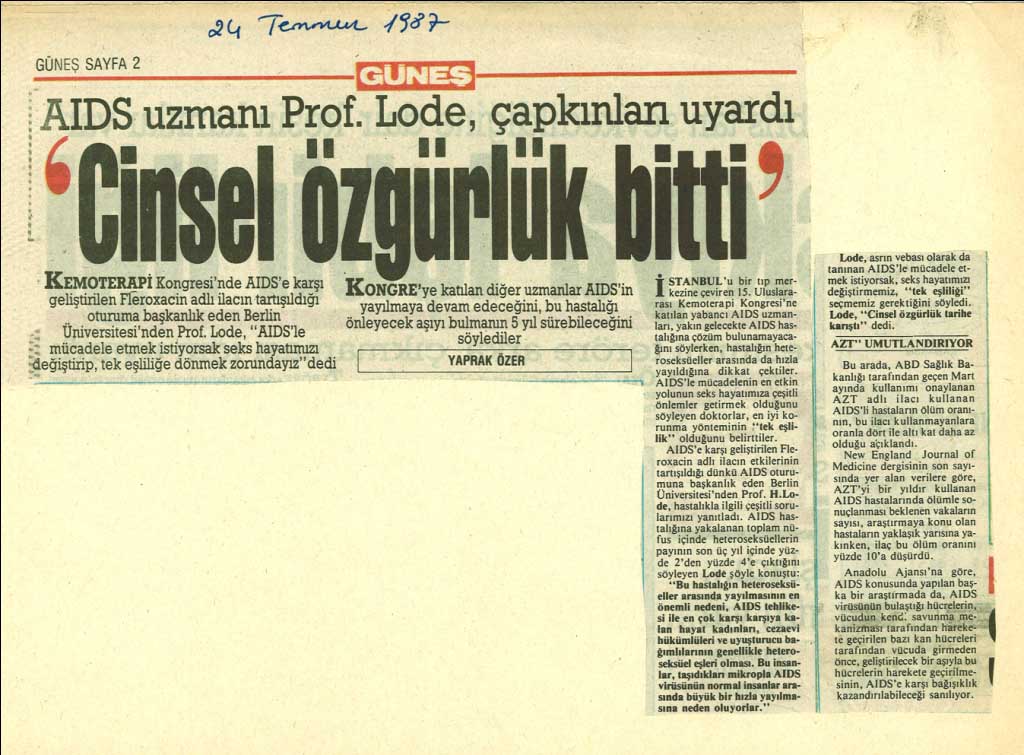 24 Temmuz 1987
GÜNEŞ SAYFA 2
GÜNEŞ
AIDS uzmanı Prof. Lode, çapkınları uyardı
‘Cinsel özgürlük bitti’
KEMOTERAPİ Kongresi’nde AIDS’e karşı
geliştirilen Fleroxacin adlı ilacın tartışıldığı
oturuma başkanlık eden Berlin
Üniversitesi’nden Prof. Lode, “AIDS’le
mücadele etmek istiyorsak seks hayatımızı
değiştirip, tek eşliliğe dönmek zorundayız” dedi
KONGRE’ye katılan diğer uzmanlar AIDS’in
yayılmaya devam edeceğini, bu hastalığı
önleyecek aşıyı bulmanın 5 yıl sürebileceğini
söylediler
YAPRAK ÖZER
İSTANBUL’u bir tıp mer-
kezine çeviren 15. Uluslara-
rası Kemoterapi Kongresi’ne
katılan yabancı AIDS uzman-
ları, yakın gelecekte AIDS has-
talığına çözüm bulunamayaca-
ğını söylerken, hastalığın hete-
roseksüeller arasında da hızla
yayıldığına dikkat çektiler.
AIDS’le mücadelenin en etkin
yolunun seks hayatımıza çeşitli
önlemler getirmek olduğunu
söyleyen doktorlar, en iyi ko-
runma yönteminin “tek eşli-
lik” olduğunu belirttiler.
AIDS’e karşı geliştirilen Fle-
roxacin adlı ilacın etkilerinin
tartışıldığı dünkü AIDS oturu-
muna başkanlık eden Berlin
Üniversitesi’nden Prof. H.Lo-
de, hastalıkla ilgili çeşitli soru-
larımızı yanıtladı. AIDS has-
talığına yakalanan toplam nü-
fus içinde heteroseksüellerin
payının son üç yıl içinde yüz-
de 2’den yüzde 4’e çıktığını
söyleyen Lode şöyle konuştu:
“Bu hastalığın heteroseksü-
eller arasında yayılmasının en
önemli nedeni, AIDS tehlike-
si ile en çok karşı karşıya ka-
lan hayat kadınları, cezaevi
hükümlüleri ve uyuşturucu ba-
ğımlılarının genellikle hetero-
seksüel eşleri olması. Bu insan-
lar, taşıdıkları mikropla AIDS
virüsünün normal insanlar ara-
sında büyük bir hızla yayılma-
sına neden oluyorlar.”
Lode, asrın vebası olarak da
tanınan AIDS’le mücadele et-
mek istiyorsak, seks hayatımızı
değiştirmemiz, “tek eşliliği”
seçmemiz gerektiğini söyledi.
Lode, “Cinsel özgürlük tarihe
karıştı” dedi.
AZT” UMUTLANDIRIYOR
Bu arada, ABD Sağlık Ba-
kanlığı tarafından geçen Mart
ayında kullanımı onaylanan
AZT adlı ilacı kullanan
AIDS’li hastaların ölüm oranı-
nın, bu ilacı kullanmayanlara
oranla dört ile altı kat daha az
olduğu açıklandı.
New England Journal of
Medicine dergisinin son sayı-
sında yer alan verilere göre,
AZT’yi bir yıldır kullanan
AIDS hastalarında ölümle so-
nuçlanması beklenen vakaların
sayısı, araştırmaya konu olan
hastaların yaklaşık yarısına ya-
kınken, ilaç bu ölüm oranını
yüzde 10’a düşürdü.
Anadolu Ajansı’na göre,
AIDS konusunda yapılan baş-
ka bir araştırmada da, AIDS
virüsünün bulaştığı hücrelerin,
vücudun kend. savunma me-
kanizması tarafından hareke-
te geçirilen bazı kan hücreleri
tarafından vücuda girmeden
önce, geliştirilecek bir aşıyla bu
hücrelerin harekete geçirilme-
sinin, AIDS’e karşı bağışıklık
kazandırılabileceği sanılıyor.